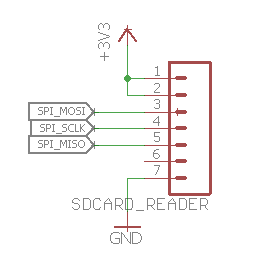 +3V3
1
2
SPI_MOSI 3
SPI_SCLK 4
SPI_MISO 5
6
7
SDCARD_READER
GND